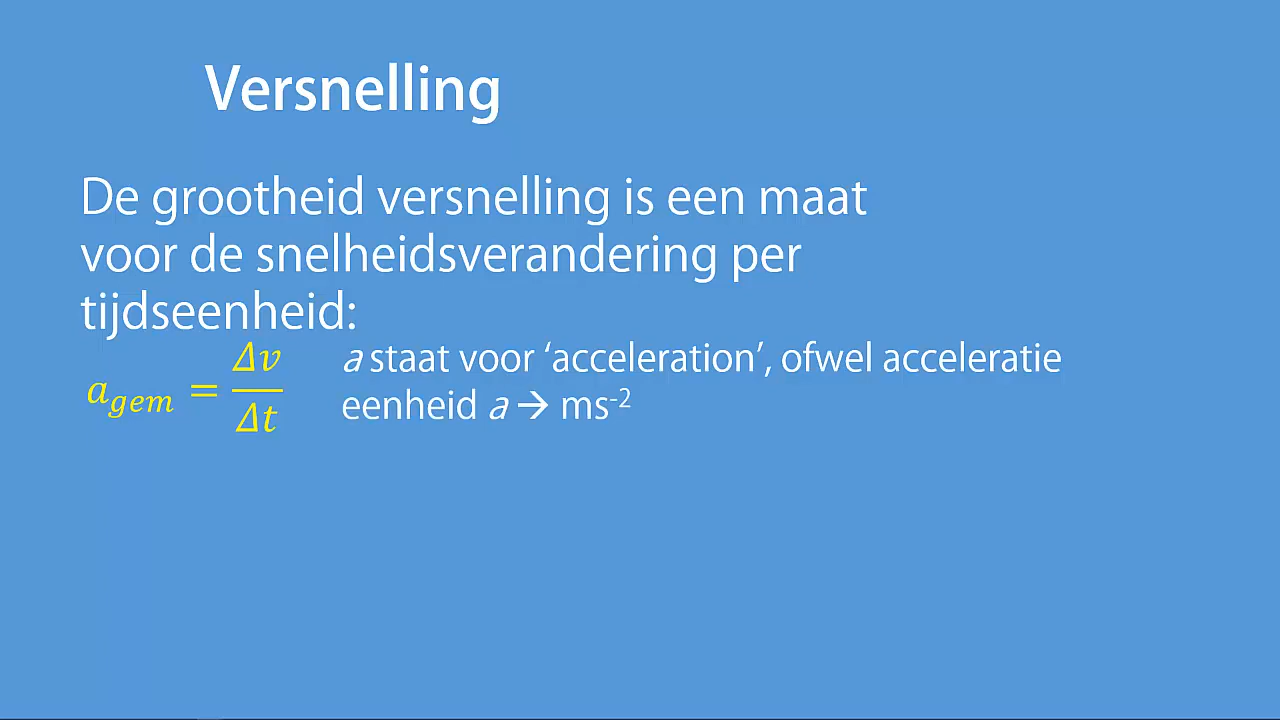 Versnelling
De grootheid versnelling is een maat
voor de snelheidsverandering per
tijdseenheid:
a_gem = Δv/Δt
a staat voor ‘acceleration’, ofwel acceleratie
eenheid a → ms⁻²